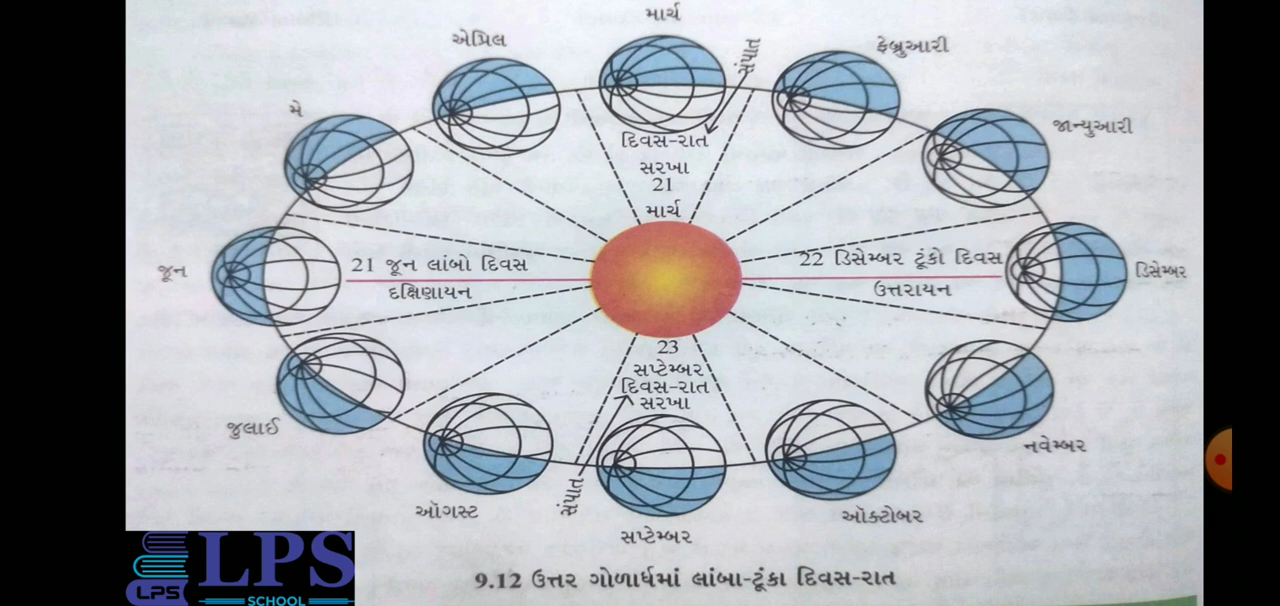 માર્ચ
એપ્રિલ
ફેબ્રુઆરી
સંપાત
મે
જાન્યુઆરી
દિવસ-રાત
સરખા
21
માર્ચ
જૂન
21 જૂન લાંબો દિવસ
દક્ષિણાયન
22 ડિસેમ્બર ટૂંકો દિવસ
ઉત્તરાયન
ડિસેમ્બર
23
સપ્ટેમ્બર
દિવસ-રાત
સરખા
જુલાઈ
નવેમ્બર
ઑગસ્ટ
સંપાત
ઑક્ટોબર
સપ્ટેમ્બર
9.12 ઉત્તર ગોળાર્ધમાં લાંબા-ટૂંકા દિવસ-રાત
LPS
LPS
SCHOOL